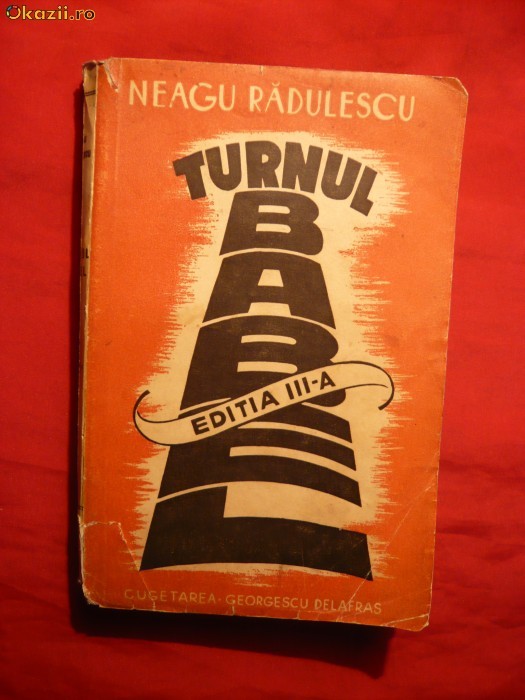 Okazii.ro
NEAGU RĂDULESCU
TURNUL
BABEL
EDITIA III-A
CUGETAREA · GEORGESCU DELAFRAS